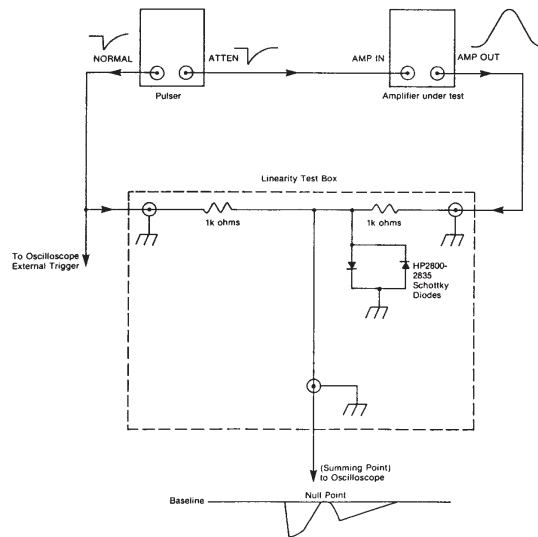 NORMAL
ATTEN
AMP IN
AMP OUT
Pulser
Amplifier under test
Linearity Test Box
1k ohms
1k ohms
To Oscilloscope
External Trigger
HP2800-
2835
Schottky
Diodes
(Summing Point)
to Oscilloscope
Null Point
Baseline